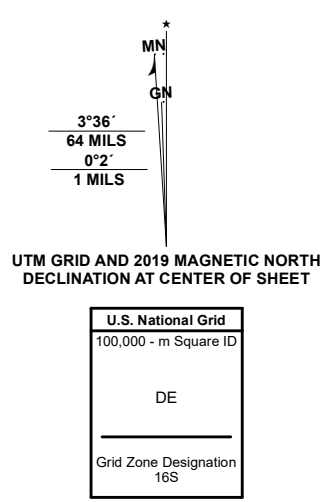 MN
GN
3°36´
64 MILS
0°2´
1 MILS
UTM GRID AND 2019 MAGNETIC NORTH
DECLINATION AT CENTER OF SHEET
U.S. National Grid
100,000 - m Square ID
DE
Grid Zone Designation
16S